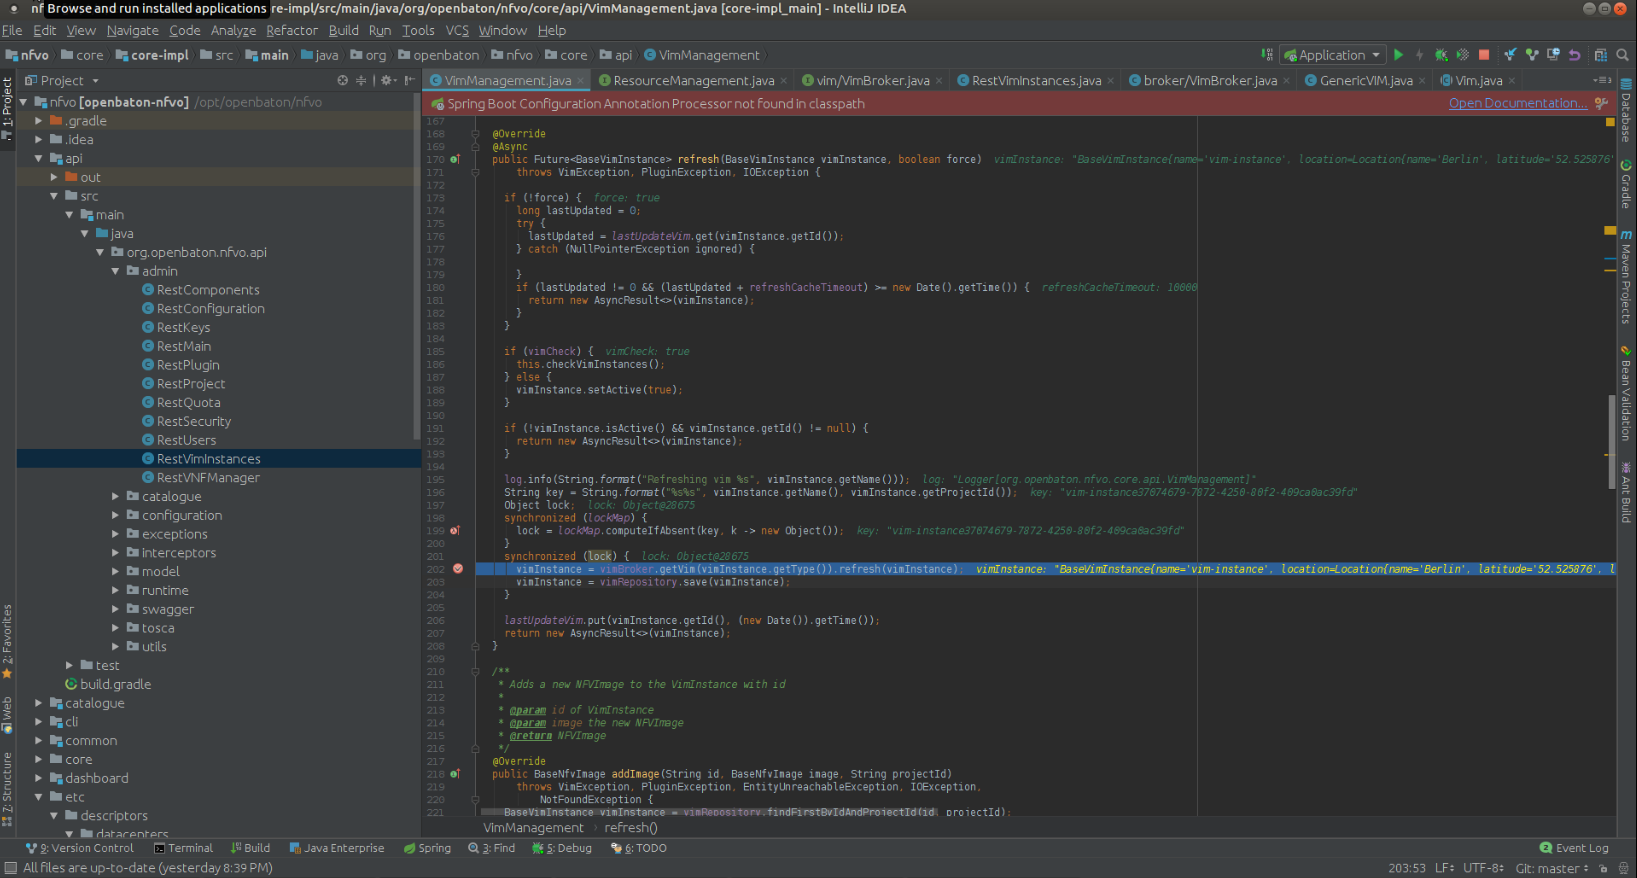 nf Browse and run installed applications re-impl/src/main/java/org/openbaton/nfvo/core/api/VimManagement.java [core-impl_main] - IntelliJ IDEA
File Edit View Navigate Code Analyze Refactor Build Run Tools VCS Window Help
nfvo core core-impl src main java org openbaton nfvo core api VimManagement Application
Project
VimManagement.java ResourceManagement.java vim/VimBroker.java RestVimInstances.java broker/VimBroker.java GenericVIM.java Vim.java
Spring Boot Configuration Annotation Processor not found in classpath Open Documentation...
1: Project
2: Favorites
Web
7: Structure
nfvo [openbaton-nfvo] /opt/openbaton/nfvo
.gradle
.idea
api
out
src
main
java
org.openbaton.nfvo.api
admin
RestComponents
RestConfiguration
RestKeys
RestMain
RestPlugin
RestProject
RestQuota
RestSecurity
RestUsers
RestVimInstances
RestVNFManager
catalogue
configuration
exceptions
interceptors
model
runtime
swagger
tosca
utils
test
build.gradle
catalogue
cli
common
core
dashboard
etc
descriptors
datacenters
167
168 @Override
169 @Async
170 public Future<BaseVimInstance> refresh(BaseVimInstance vimInstance, boolean force) vimInstance: "BaseVimInstance{name='vim-instance', location=Location{name='Berlin', latitude='52.525876'
171 throws VimException, PluginException, IOException {
172
173 if (!force) { force: true
174 long lastUpdated = 0;
175 try {
176 lastUpdated = lastUpdateVim.get(vimInstance.getId());
177 } catch (NullPointerException ignored) {
178
179 }
180 if (lastUpdated != 0 && (lastUpdated + refreshCacheTimeout) >= new Date().getTime()) { refreshCacheTimeout: 10000
181 return new AsyncResult<>(vimInstance);
182 }
183 }
184
185 if (vimCheck) { vimCheck: true
186 this.checkVimInstances();
187 } else {
188 vimInstance.setActive(true);
189 }
190
191 if (!vimInstance.isActive() && vimInstance.getId() != null) {
192 return new AsyncResult<>(vimInstance);
193 }
194
195 log.info(String.format("Refreshing vim %s", vimInstance.getName())); log: "Logger[org.openbaton.nfvo.core.api.VimManagement]"
196 String key = String.format("%s%s", vimInstance.getName(), vimInstance.getProjectId()); key: "vim-instance37074679-7872-4250-80f2-409ca0ac39fd"
197 Object lock; lock: Object@28675
198 synchronized (lockMap) {
199 lock = lockMap.computeIfAbsent(key, k -> new Object()); key: "vim-instance37074679-7872-4250-80f2-409ca0ac39fd"
200 }
201 synchronized (lock) { lock: Object@28675
202 vimInstance = vimBroker.getVim(vimInstance.getType()).refresh(vimInstance); vimInstance: "BaseVimInstance{name='vim-instance', location=Location{name='Berlin', latitude='52.525876', l
203 vimInstance = vimRepository.save(vimInstance);
204 }
205
206 lastUpdateVim.put(vimInstance.getId(), (new Date()).getTime());
207 return new AsyncResult<>(vimInstance);
208 }
209
210 /**
211 * Adds a new NFVImage to the VimInstance with id
212 *
213 * @param id of VimInstance
214 * @param image the new NFVImage
215 * @return NFVImage
216 */
217 @Override
218 public BaseNfvImage addImage(String id, BaseNfvImage image, String projectId)
219 throws VimException, PluginException, EntityUnreachableException, IOException,
220 NotFoundException {
221 BaseVimInstance vimInstance = vimRepository.findFirstByIdAndProjectId(id, projectId);
VimManagement refresh()
Database
Gradle
Maven Projects
Bean Validation
Ant Build
9: Version Control Terminal Build Java Enterprise Spring 3: Find 5: Debug 6: TODO 2 Event Log
All files are up-to-date (yesterday 8:39 PM) 203:53 LF UTF-8 Git: master